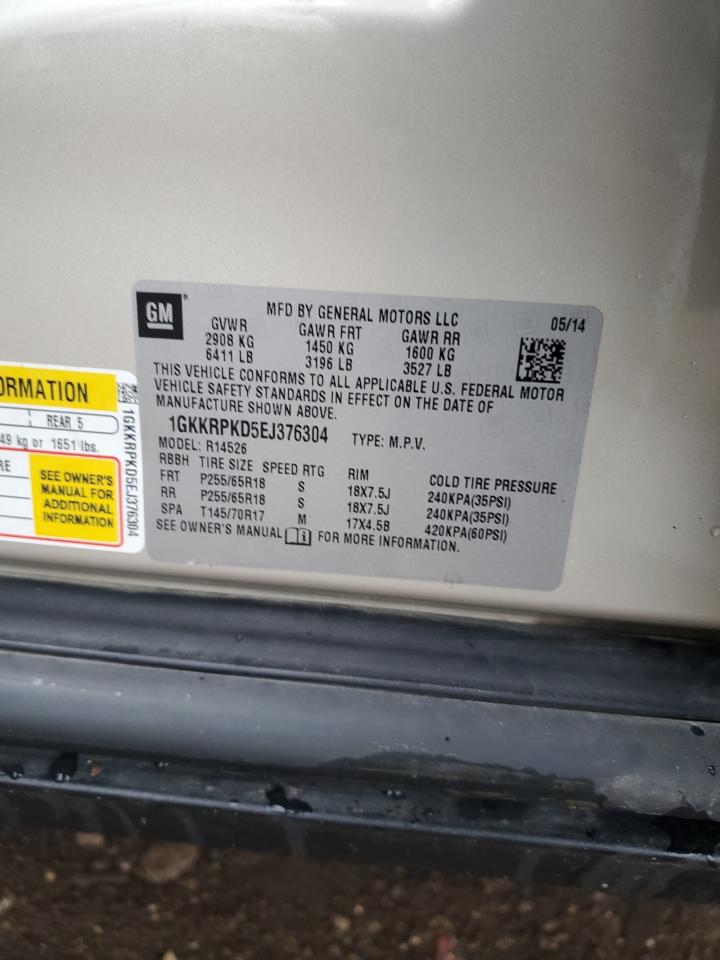 GM
MFD BY GENERAL MOTORS LLC 05/14
GVWR GAWR FRT GAWR RR
2908 KG 1450 KG 1600 KG
6411 LB 3196 LB 3527 LB
THIS VEHICLE CONFORMS TO ALL APPLICABLE U.S. FEDERAL MOTOR
VEHICLE SAFETY STANDARDS IN EFFECT ON THE DATE OF
MANUFACTURE SHOWN ABOVE.
1GKKRPKD5EJ376304 TYPE: M.P.V.
MODEL: R14526
RBBH TIRE SIZE SPEED RTG RIM COLD TIRE PRESSURE
FRT P255/65R18 S 18X7.5J 240KPA(35PSI)
RR P255/65R18 S 18X7.5J 240KPA(35PSI)
SPA T145/70R17 M 17X4.5B 420KPA(60PSI)
SEE OWNER'S MANUAL FOR MORE INFORMATION.
ORMATION
REAR 5
49 kg or 1651 lbs.
RE
SEE OWNER'S
MANUAL FOR
ADDITIONAL
INFORMATION
1GKKRPKD5EJ376304